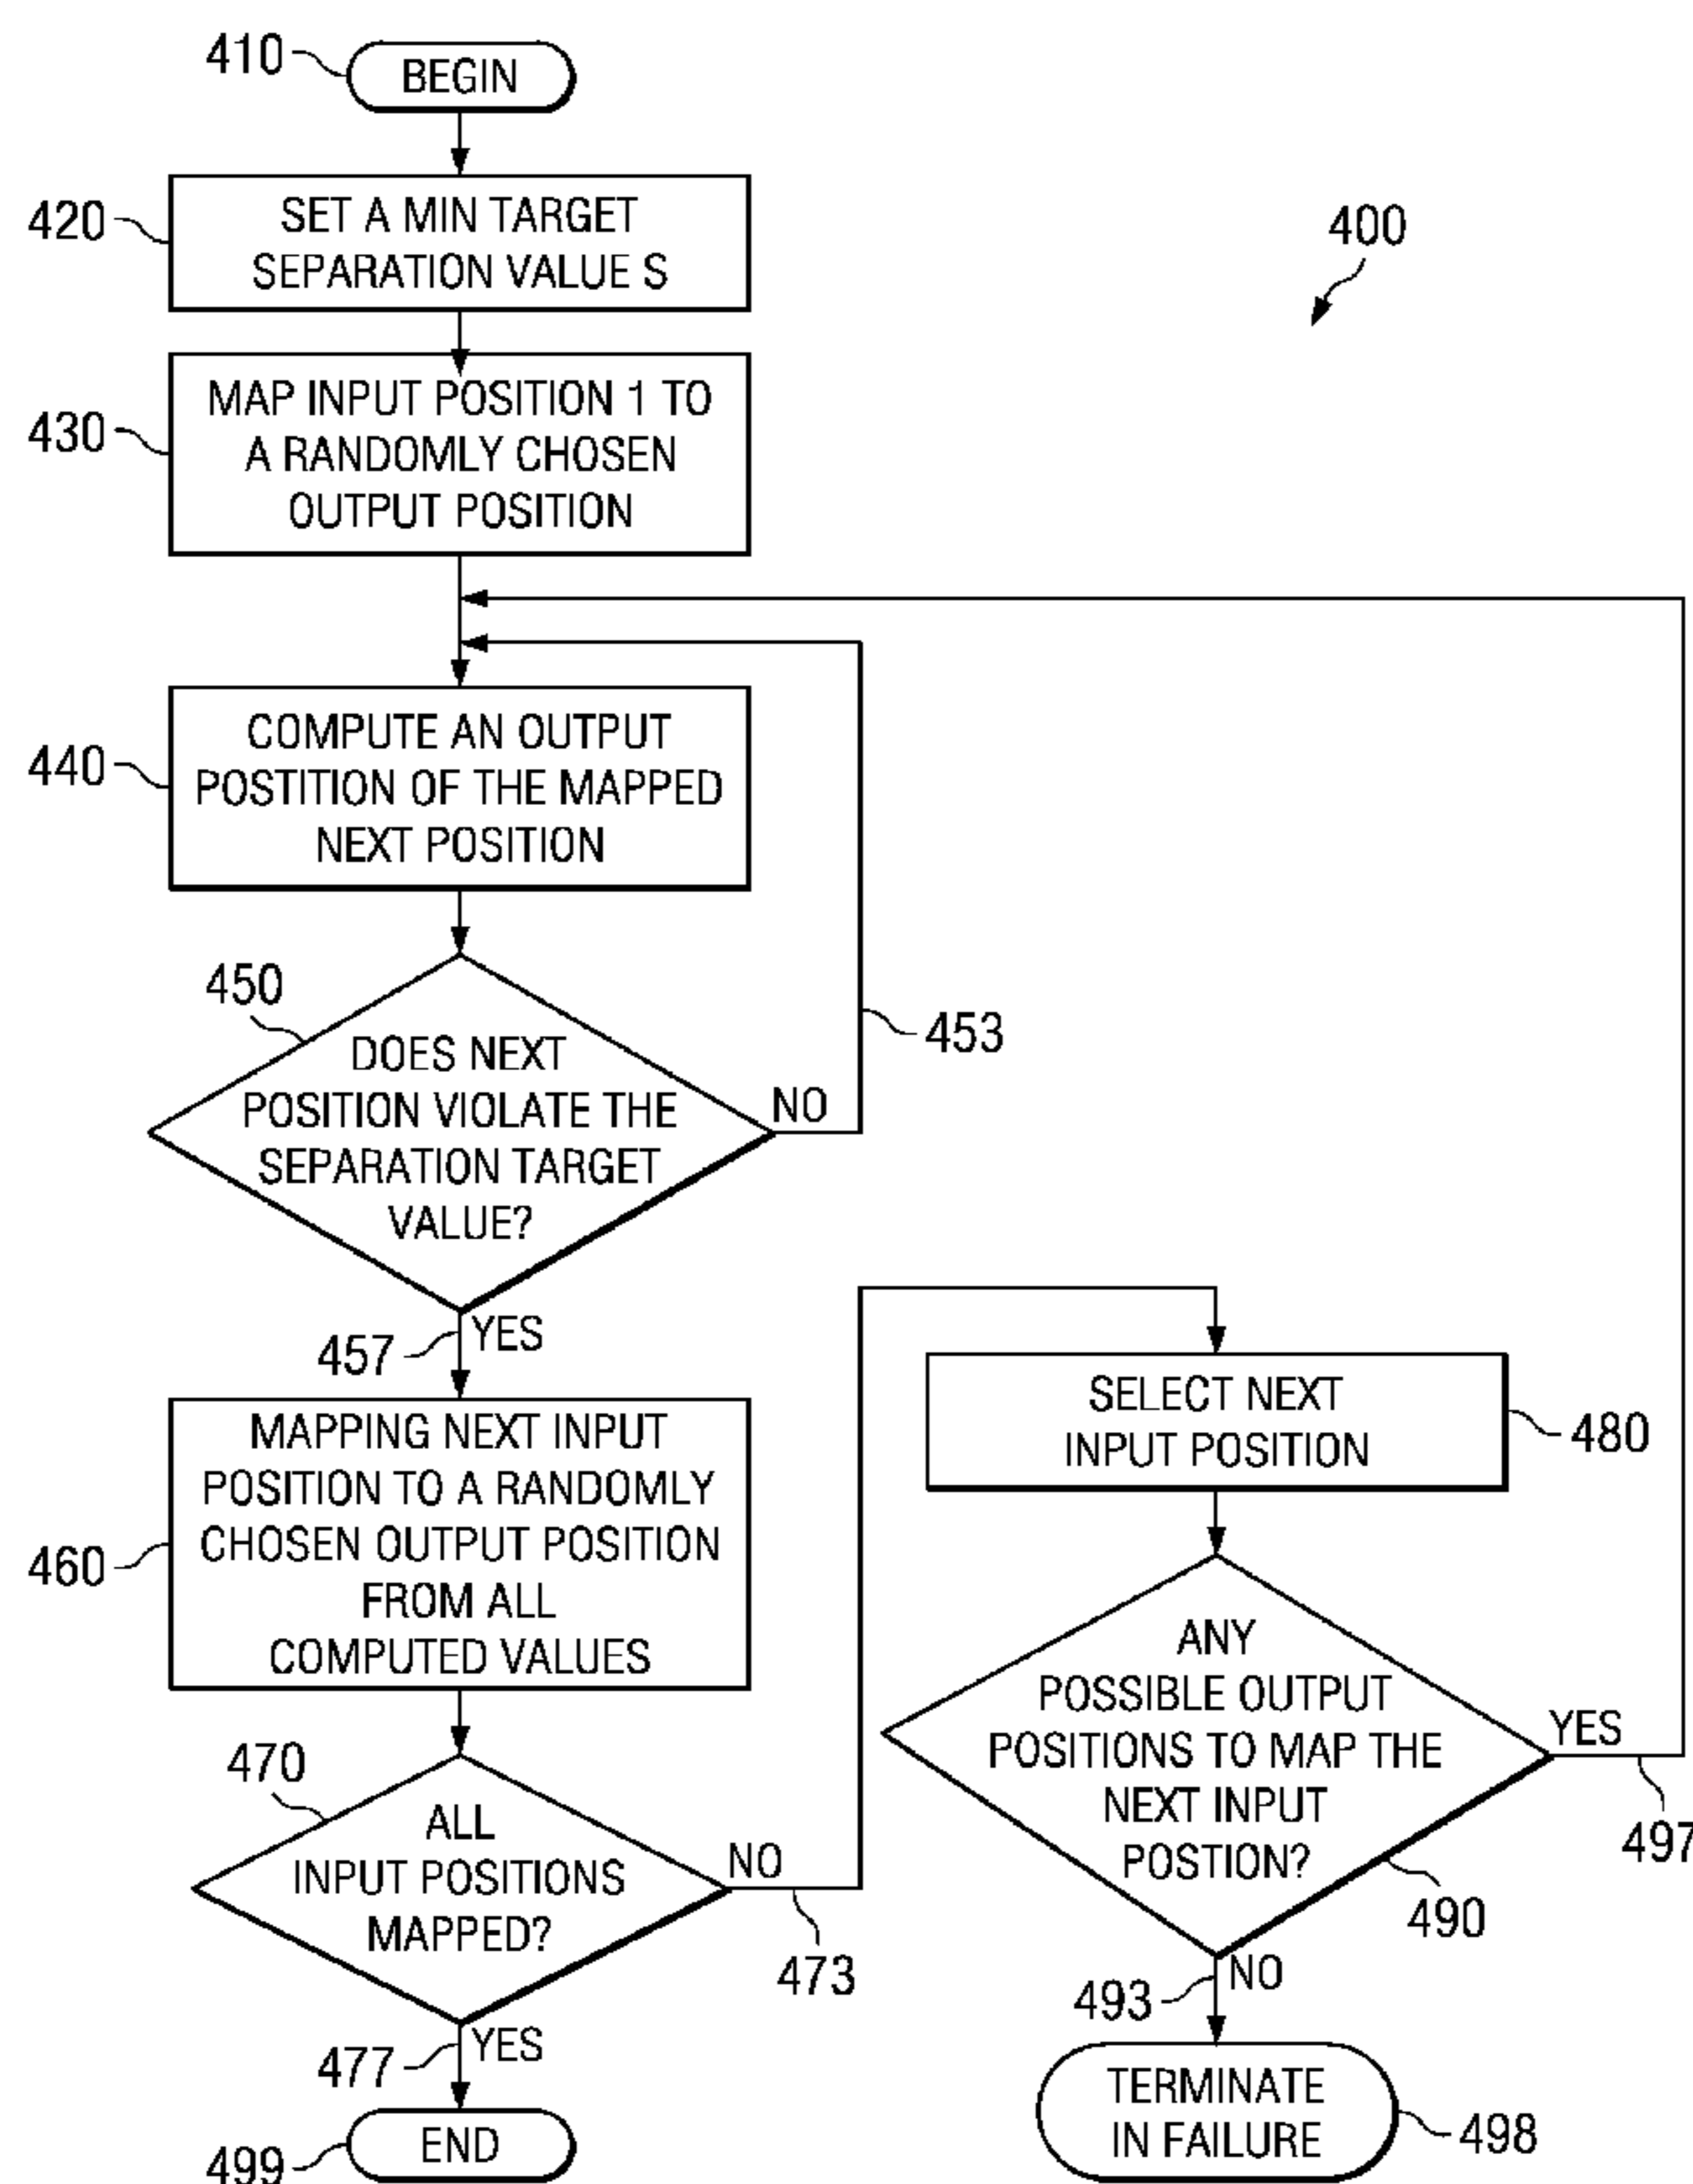 410
BEGIN
420
SET A MIN TARGET
SEPARATION VALUE S
400
430
MAP INPUT POSITION 1 TO
A RANDOMLY CHOSEN
OUTPUT POSITION
440
COMPUTE AN OUTPUT
POSTITION OF THE MAPPED
NEXT POSITION
450
DOES NEXT
POSITION VIOLATE THE
SEPARATION TARGET
VALUE?
NO
453
457
YES
460
MAPPING NEXT INPUT
POSITION TO A RANDOMLY
CHOSEN OUTPUT POSITION
FROM ALL
COMPUTED VALUES
470
ALL
INPUT POSITIONS
MAPPED?
NO
473
477
YES
499
END
SELECT NEXT
INPUT POSITION
480
ANY
POSSIBLE OUTPUT
POSITIONS TO MAP THE
NEXT INPUT
POSTION?
YES
497
490
493
NO
TERMINATE
IN FAILURE
498